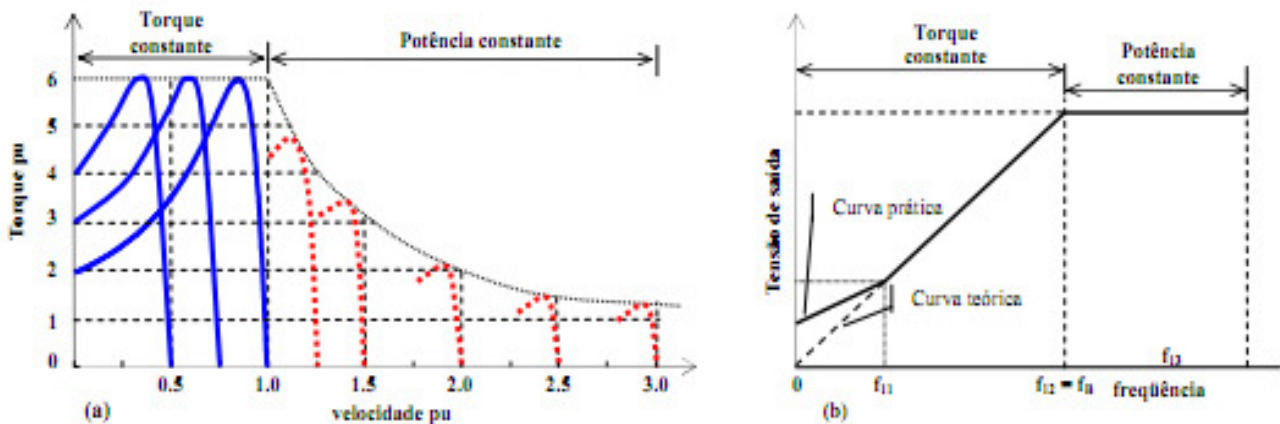 Torque
constante
Potência constante
6
5
4
3
2
1
0
Torque pu
0.5
1.0
1.5
2.0
2.5
3.0
velocidade pu
(a)
Torque
constante
Potência
constante
Tensão de saída
Curva prática
Curva teórica
f13
0
f11
f12 = fn
freqüência
(b)